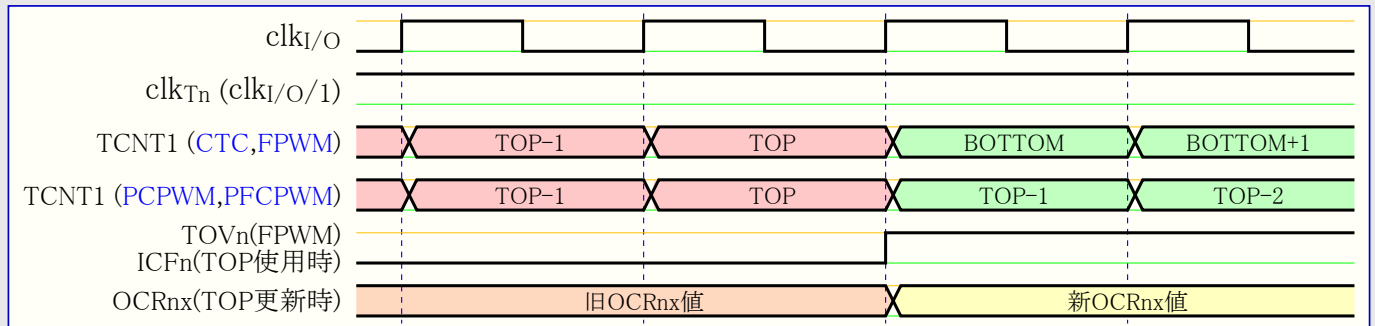 clkI/O
clkTn (clkI/O/1)
TCNT1 (CTC,FPWM) TOP-1 TOP BOTTOM BOTTOM+1
TCNT1 (PCPWM,PFCPWM) TOP-1 TOP TOP-1 TOP-2
TOVn(FPWM)
ICFn(TOP使用時)
OCRnx(TOP更新時) 旧OCRnx値 新OCRnx値